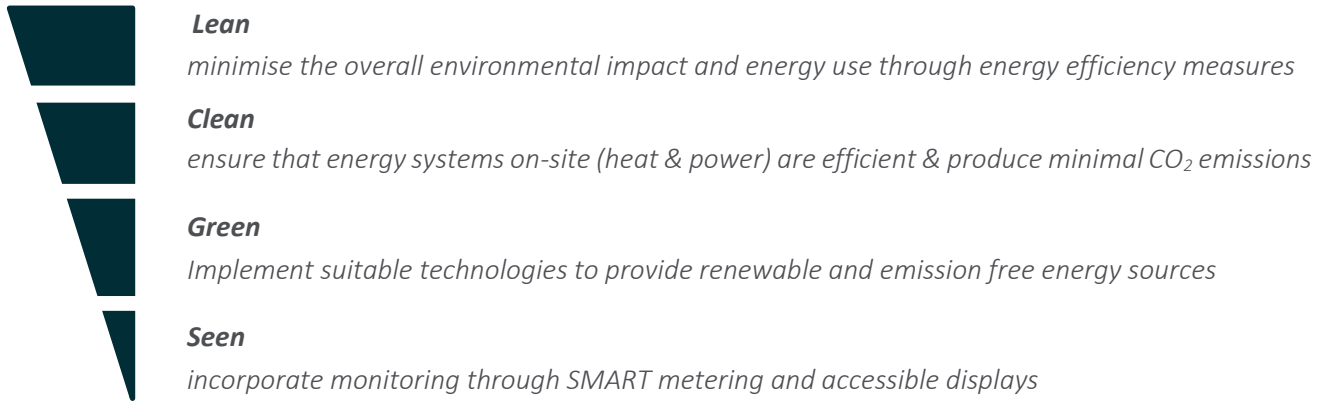 Lean
minimise the overall environmental impact and energy use through energy efficiency measures
Clean
ensure that energy systems on-site (heat & power) are efficient & produce minimal CO₂ emissions
Green
Implement suitable technologies to provide renewable and emission free energy sources
Seen
incorporate monitoring through SMART metering and accessible displays